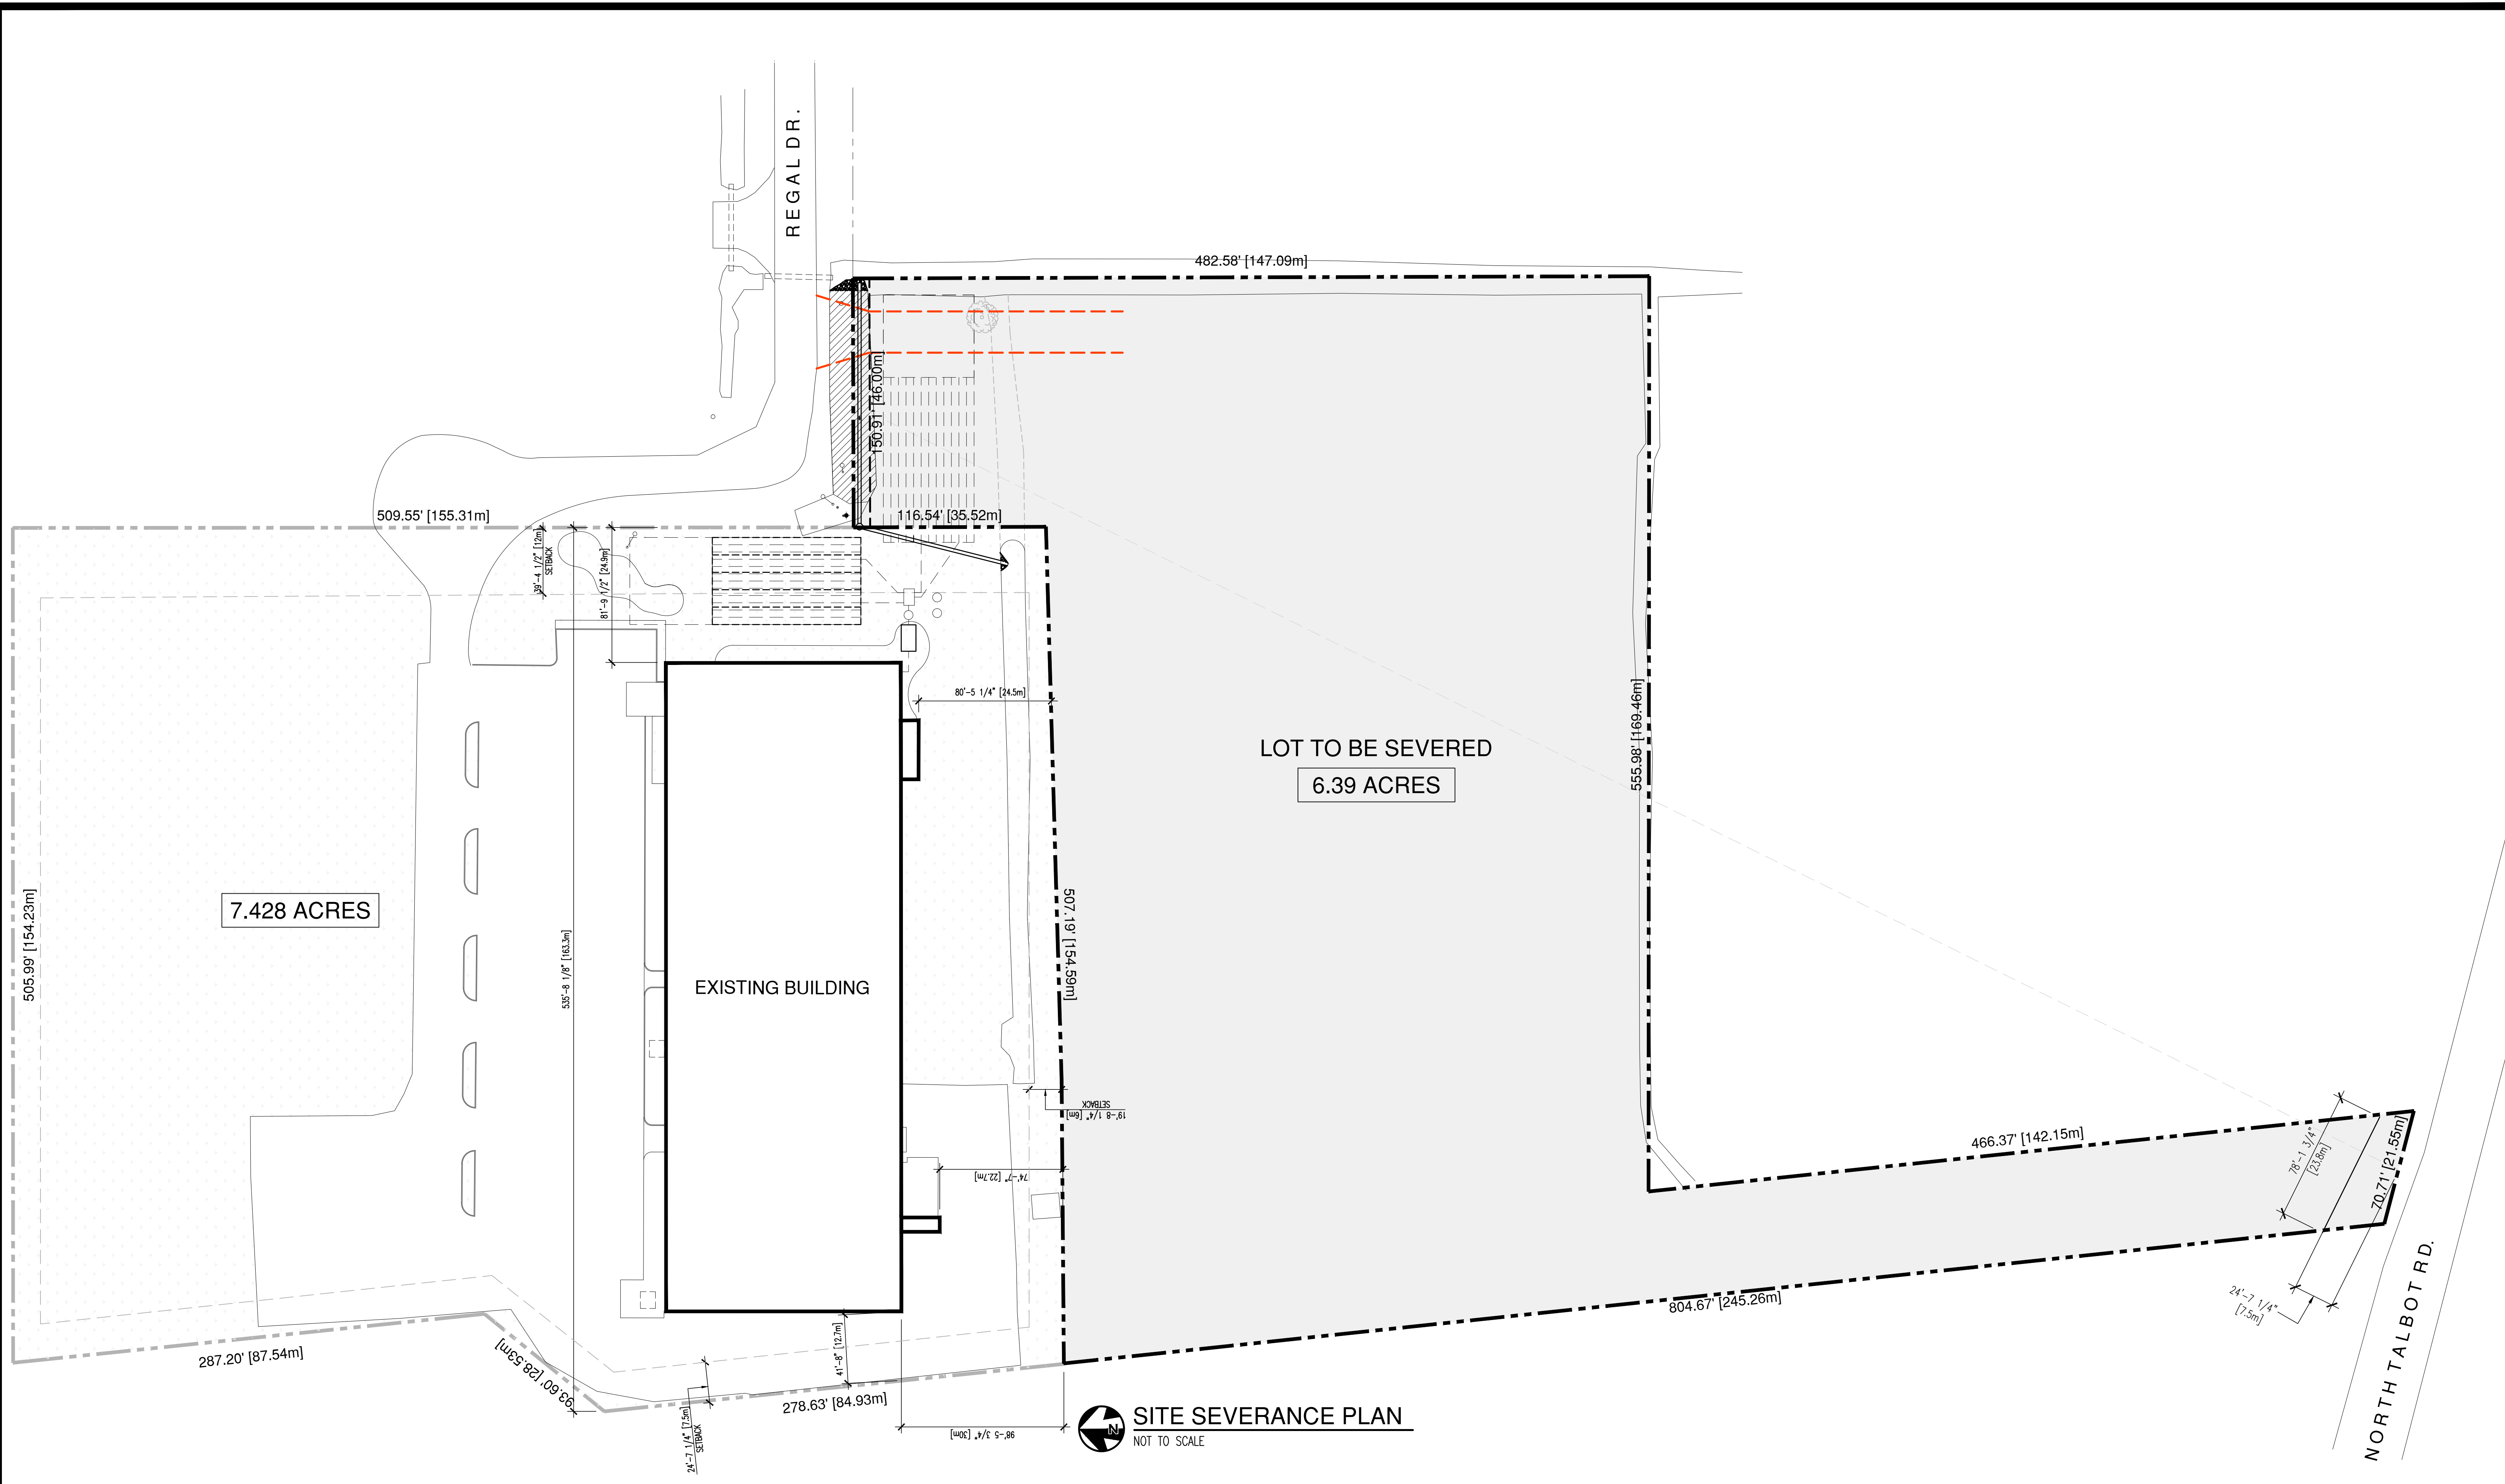 REGAL DR.
482.58' [147.09m]
150.91' [46.00m]
509.55' [155.31m]
116.54' [35.52m]
39'-4 1/2" [12m]
SETBACK
81'-9 1/2" [24.9m]
80'-5 1/4" [24.5m]
LOT TO BE SEVERED
6.39 ACRES
555.98' [169.46m]
7.428 ACRES
505.99' [154.23m]
535'-8 1/8" [163.3m]
EXISTING BUILDING
507.19' [154.59m]
19'-8 1/4" [6m]
SETBACK
74'-7" [22.7m]
466.37' [142.15m]
78'-1 3/4"
[23.8m]
70.71' [21.55m]
24'-7 1/4"
[7.5m]
NORTH TALBOT RD.
804.67' [245.26m]
287.20' [87.54m]
93.60' [28.53m]
41'-8" [12.7m]
278.63' [84.93m]
24'-7 1/4" [7.5m]
SETBACK
98'-5 3/4" [30m]
N
SITE SEVERANCE PLAN
NOT TO SCALE